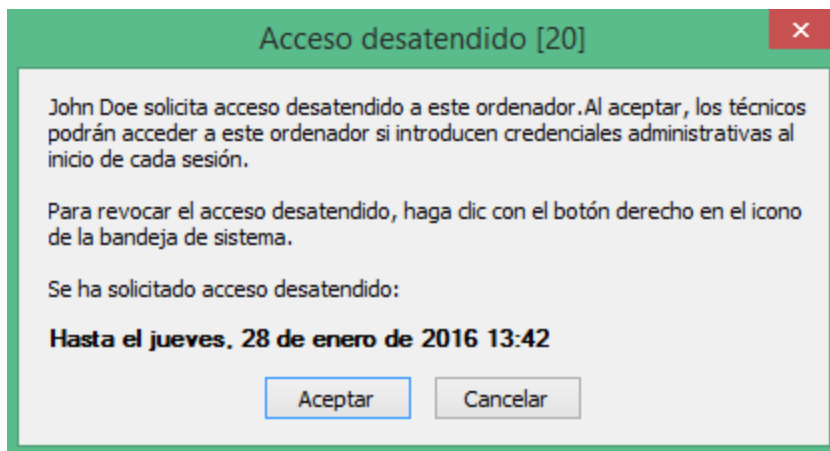 Acceso desatendido [20]
John Doe solicita acceso desatendido a este ordenador.Al aceptar, los técnicos
podrán acceder a este ordenador si introducen credenciales administrativas al
inicio de cada sesión.
Para revocar el acceso desatendido, haga clic con el botón derecho en el icono
de la bandeja de sistema.
Se ha solicitado acceso desatendido:
Hasta el jueves, 28 de enero de 2016 13:42
Aceptar Cancelar